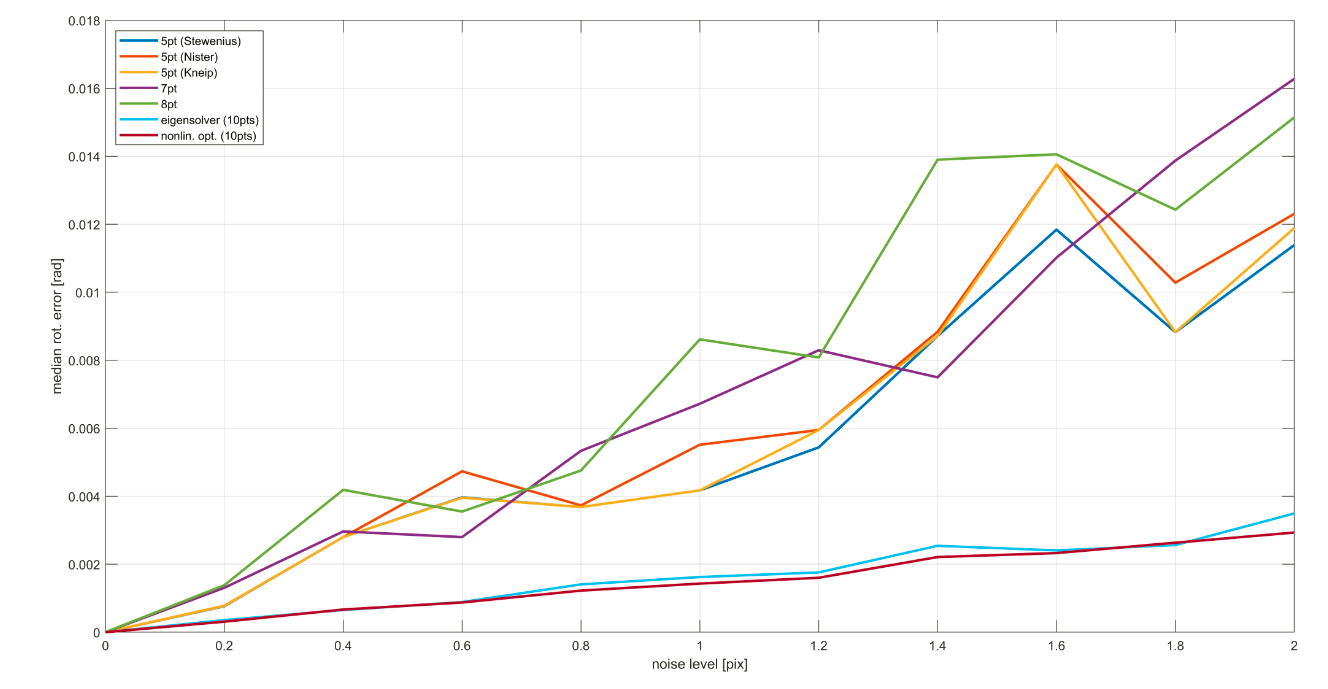 0.018
0.016
0.014
0.012
0.01
0.008
0.006
0.004
0.002
0
median rot. error [rad]
5pt (Stewenius)
5pt (Nister)
5pt (Kneip)
7pt
8pt
eigensolver (10pts)
nonlin. opt. (10pts)
0 0.2 0.4 0.6 0.8 1 1.2 1.4 1.6 1.8 2
noise level [pix]